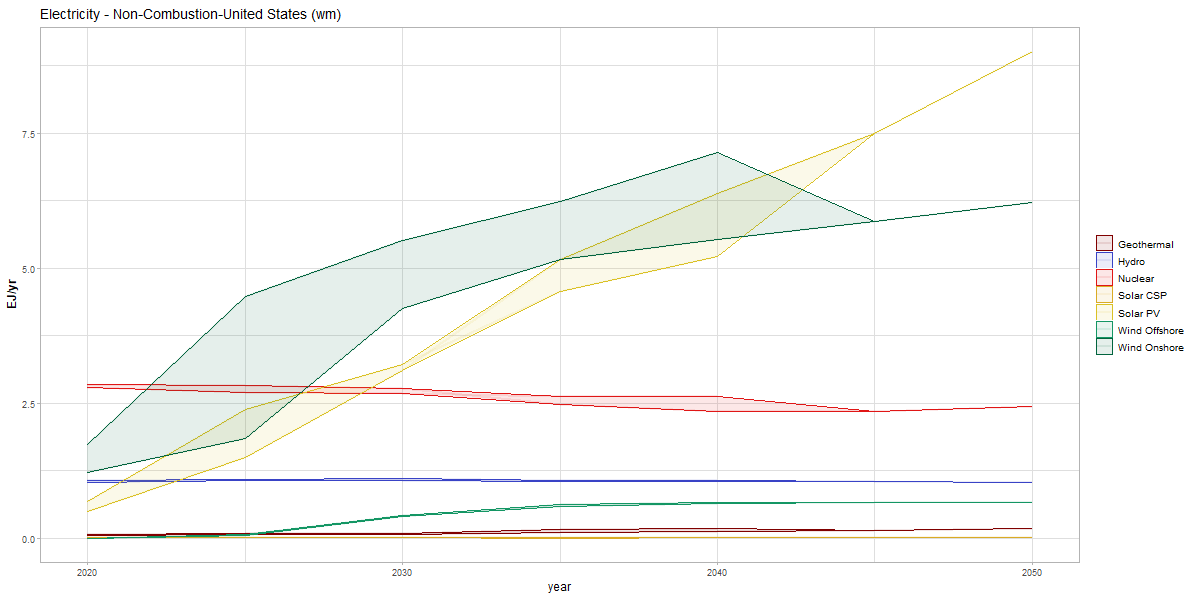 Electricity - Non-Combustion-United States (wm)
7.5
5.0
2.5
0.0
EJ/yr
2020
2030
2040
2050
year
Geothermal
Hydro
Nuclear
Solar CSP
Solar PV
Wind Offshore
Wind Onshore